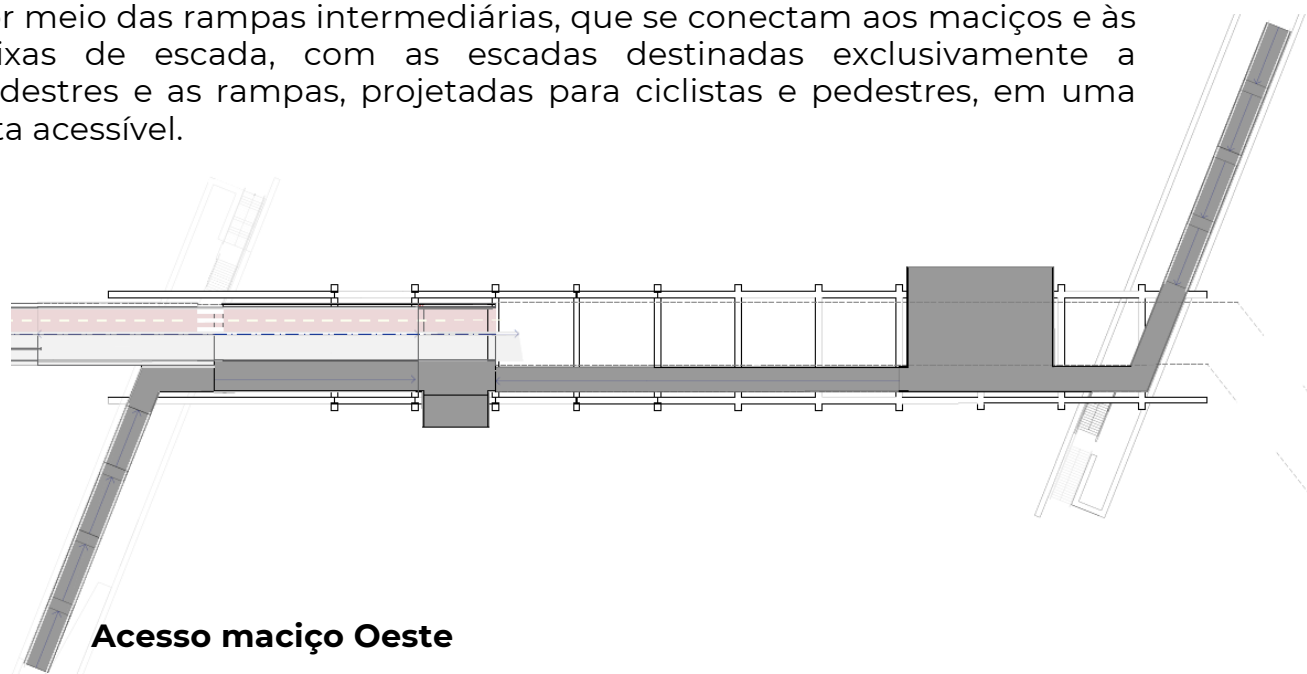 r meio das rampas intermediárias, que se conectam aos maciços e às
ixas de escada, com as escadas destinadas exclusivamente a
destres e as rampas, projetadas para ciclistas e pedestres, em uma
ta acessível.
Acesso maciço Oeste